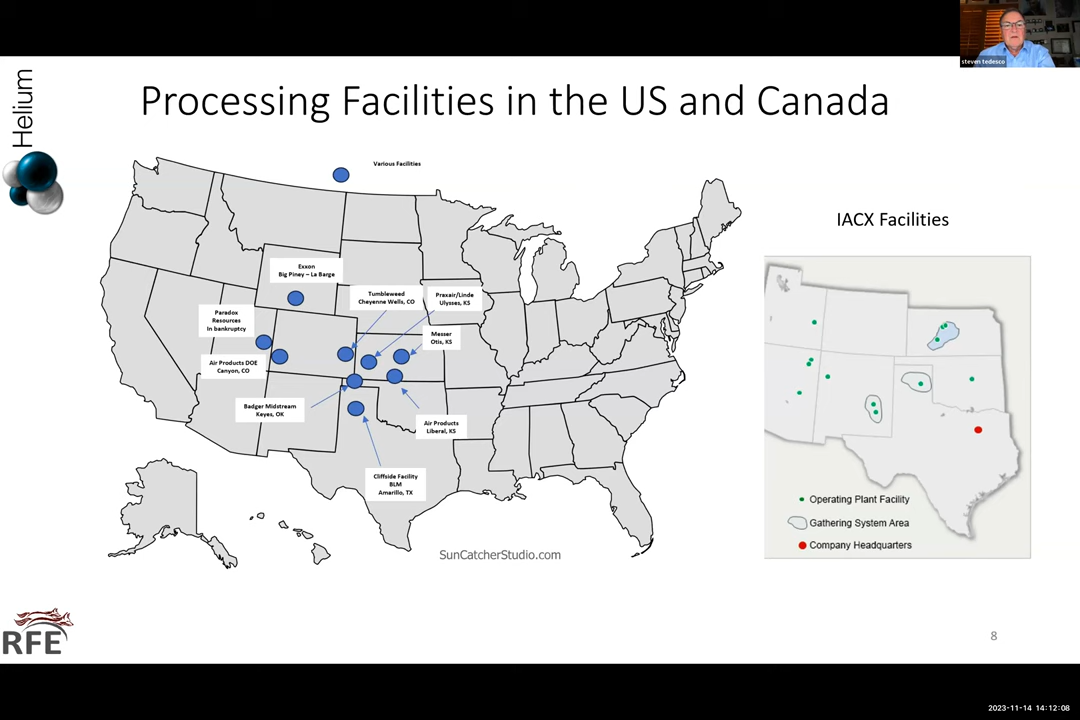 steven tedesco
Helium
Processing Facilities in the US and Canada
Various Facilities
Exxon
Big Piney – La Barge
Tumbleweed
Cheyenne Wells, CO
Praxair/Linde
Ulysses, KS
Paradox
Resources
In bankruptcy
Messer
Otis, KS
Air Products DOE
Canyon, CO
Badger Midstream
Keyes, OK
Air Products
Liberal, KS
Cliffside Facility
BLM
Amarillo, TX
SunCatcherStudio.com
IACX Facilities
Operating Plant Facility
Gathering System Area
Company Headquarters
RFE
8
2023-11-14 14:12:08